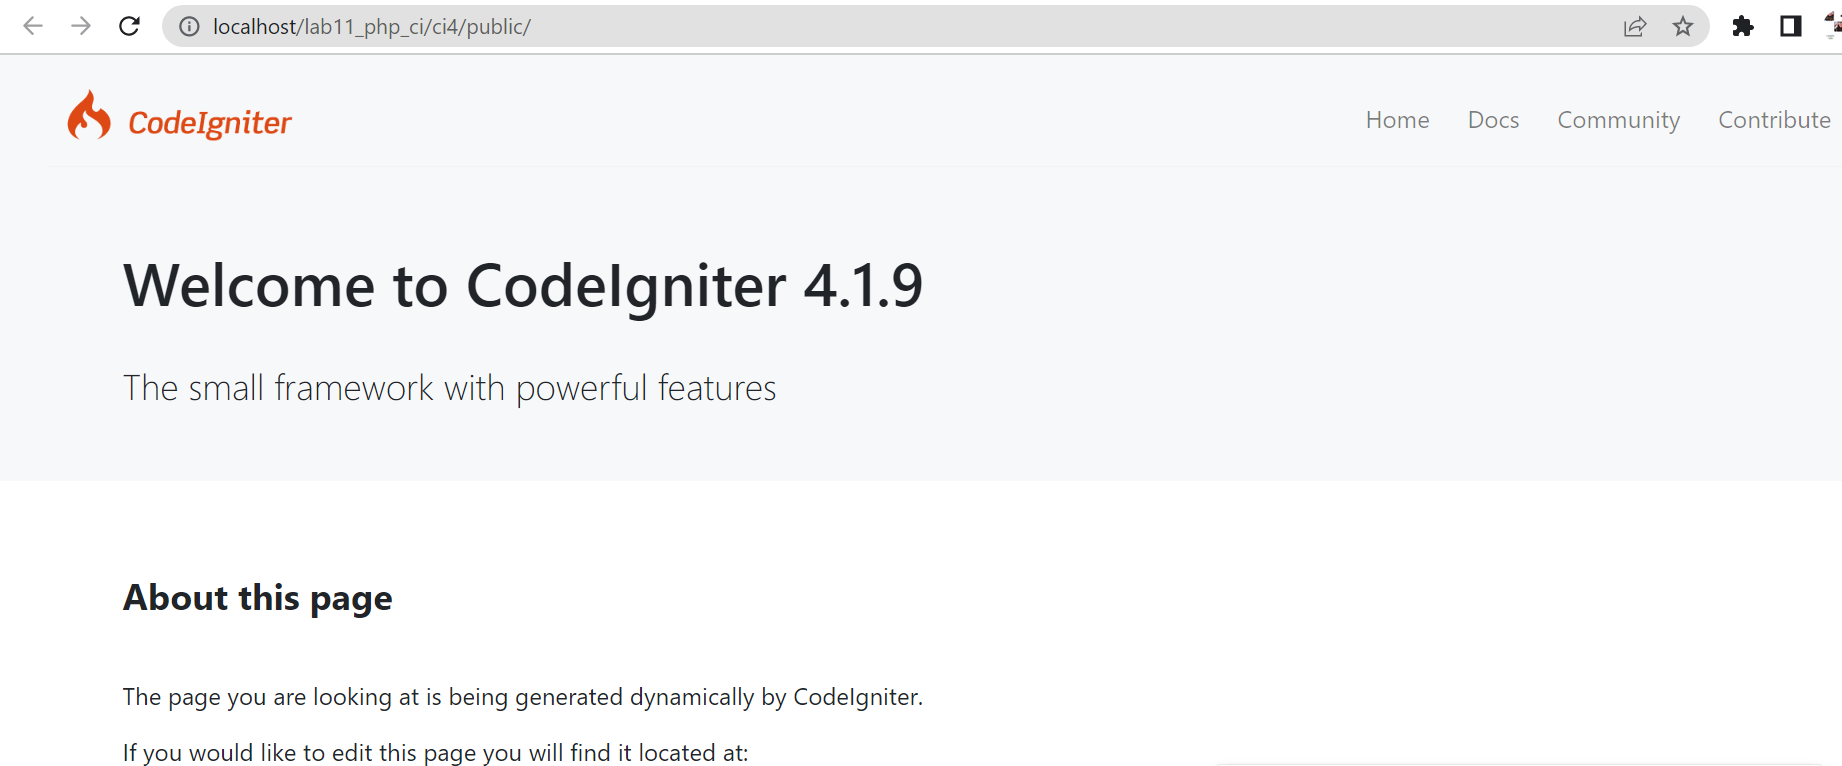 localhost/lab11_php_ci/ci4/public/
CodeIgniter
Home Docs Community Contribute
Welcome to CodeIgniter 4.1.9
The small framework with powerful features
About this page
The page you are looking at is being generated dynamically by CodeIgniter.
If you would like to edit this page you will find it located at: